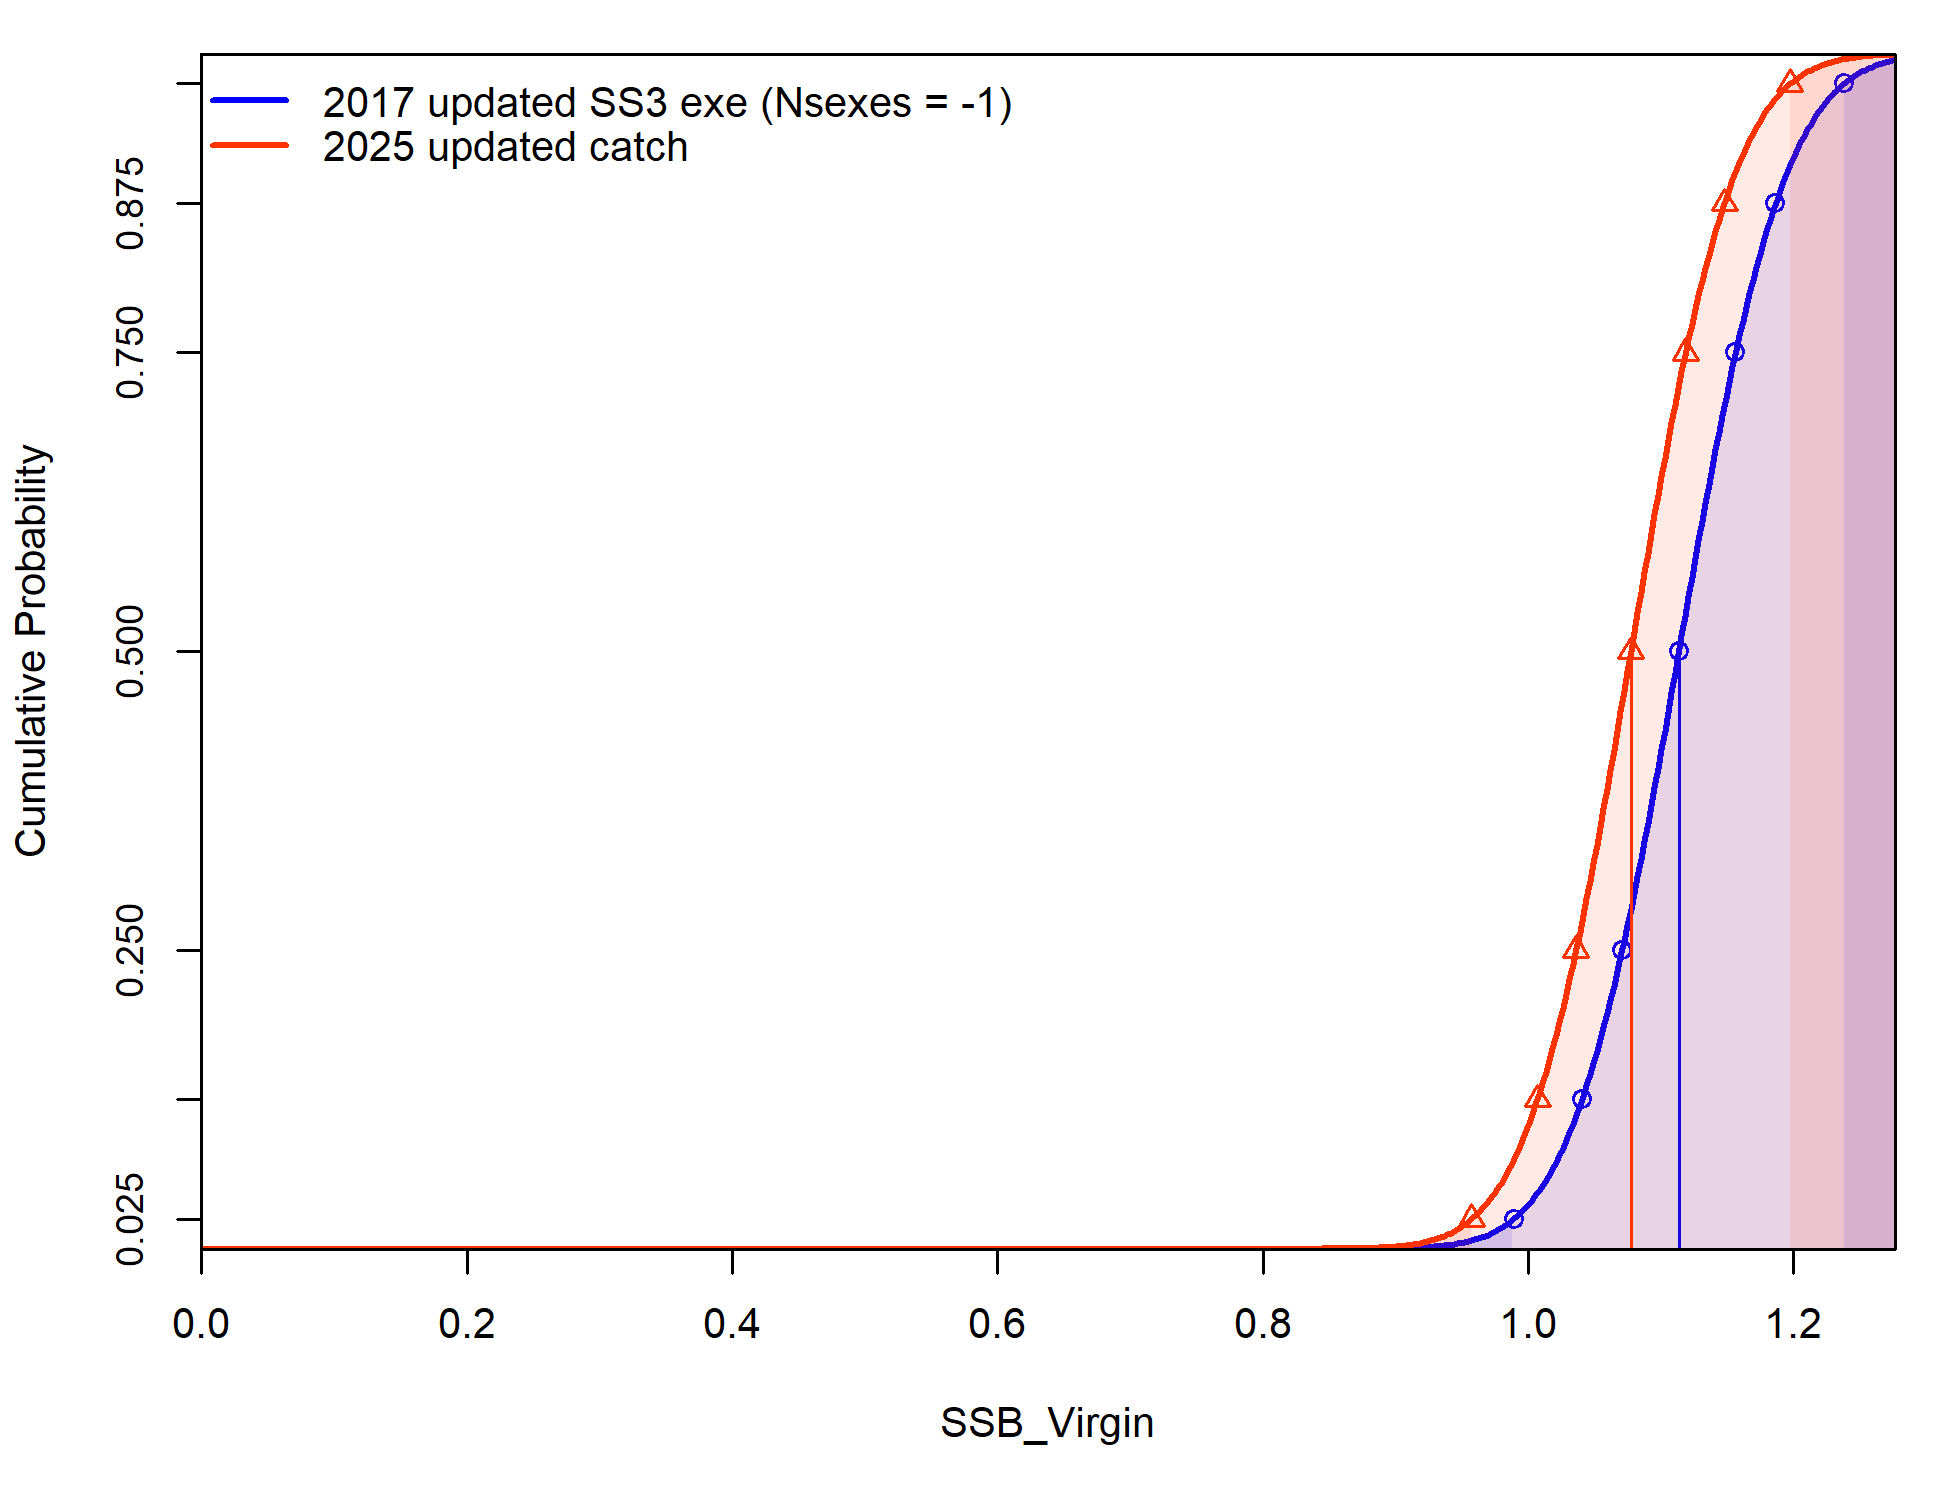 2017 updated SS3 exe (Nsexes = -1)
2025 updated catch
Cumulative Probability
0.875
0.750
0.500
0.250
0.025
0.0 0.2 0.4 0.6 0.8 1.0 1.2
SSB_Virgin